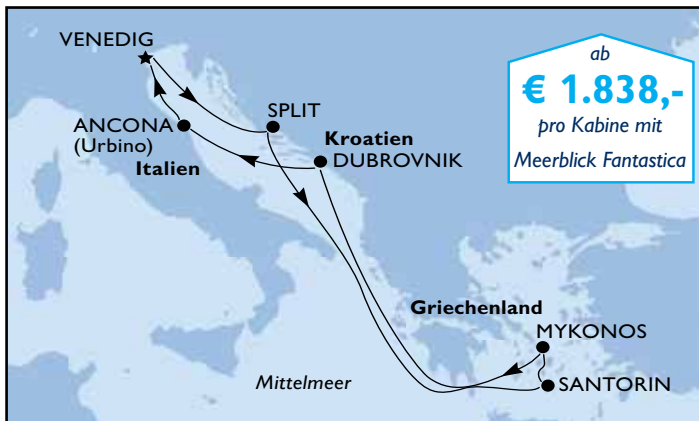 VENEDIG
ab
€ 1.838,-
pro Kabine mit
Meerblick Fantastica
SPLIT
ANCONA
(Urbino)
Kroatien
DUBROVNIK
Italien
Griechenland
MYKONOS
Mittelmeer
SANTORIN